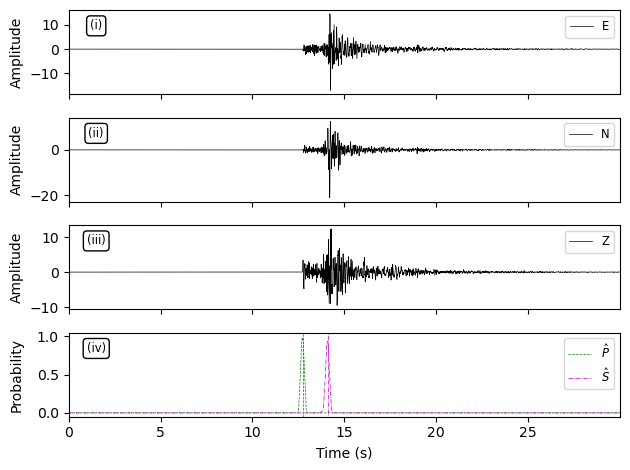 (i)
E
Amplitude
10
0
−10
(ii)
N
Amplitude
0
−20
(iii)
Z
Amplitude
10
0
−10
(iv)
P̂
Ŝ
Probability
1.0
0.5
0.0
0 5 10 15 20 25
Time (s)